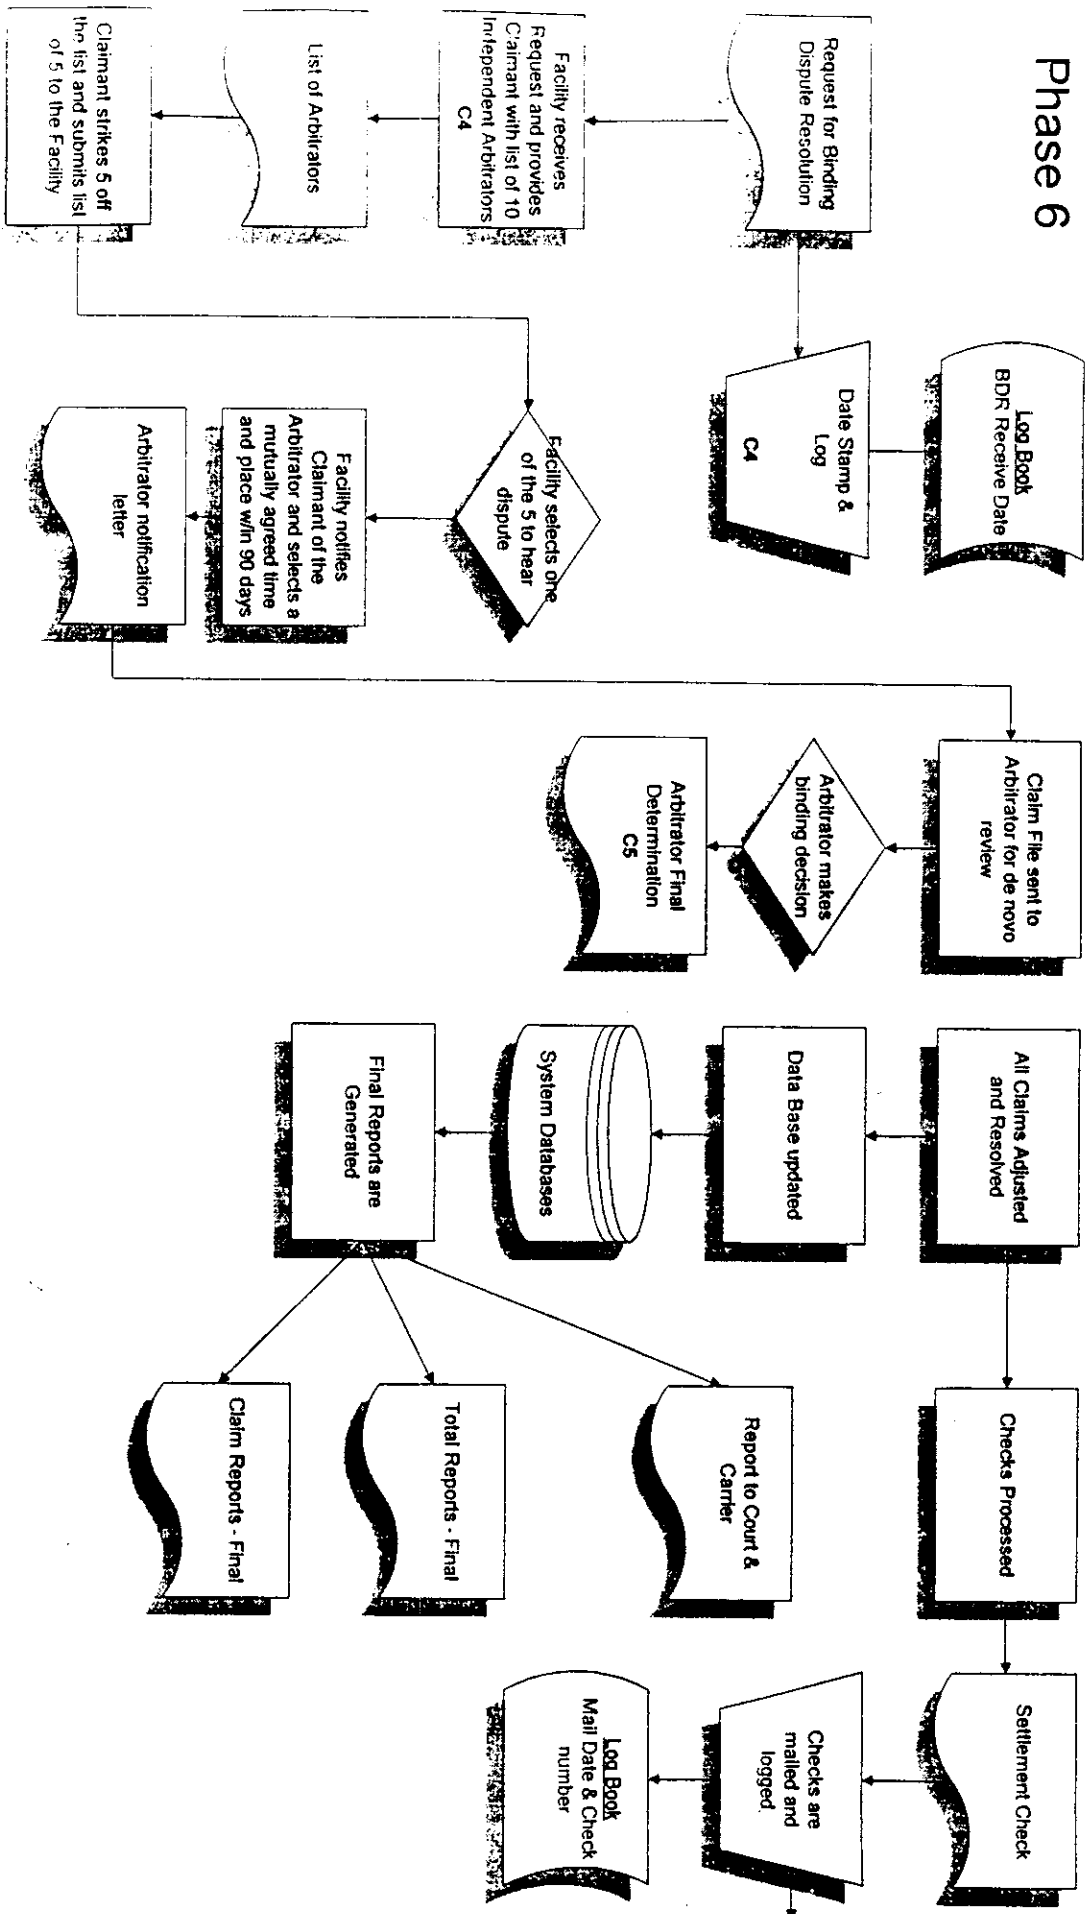 Phase 6
Request for Binding
Dispute Resolution
Facility receives
Request and provides
Claimant with list of 10
Independent Arbitrators
C4
List of Arbitrators
Claimant strikes 5 off
the list and submits list
of 5 to the Facility
Log Book
BDR Receive Date
Date Stamp &
Log
C4
Facility selects one
of the 5 to hear
dispute
Facility notifies
Claimant of the
Arbitrator and selects a
mutually agreed time
and place w/in 90 days
Arbitrator notification
letter
Claim File sent to
Arbitrator for de novo
review
Arbitrator makes
binding decision
Arbitrator Final
Determination
C5
All Claims Adjusted
and Resolved
Data Base updated
System Databases
Final Reports are
Generated
Checks Processed
Report to Court &
Carrier
Total Reports - Final
Claim Reports - Final
Settlement Check
Checks are
mailed and
logged
Log Book
Mail Date & Check
number